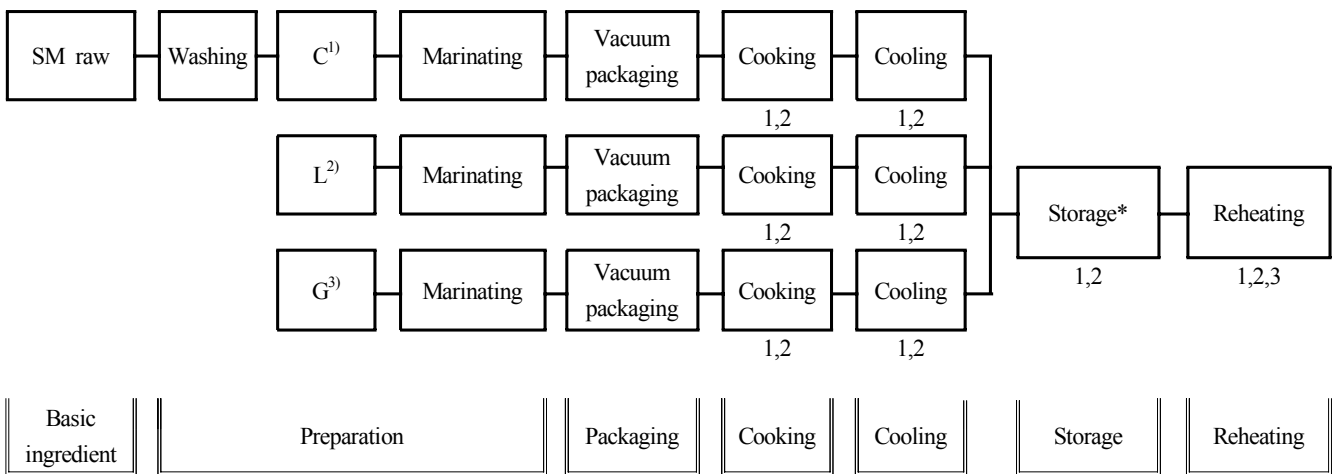 SM raw
Washing
C1)
Marinating
Vacuum
packaging
Cooking
Cooling
1,2
1,2
L2)
Marinating
Vacuum
packaging
Cooking
Cooling
1,2
1,2
G3)
Marinating
Vacuum
packaging
Cooking
Cooling
1,2
1,2
Storage*
1,2
Reheating
1,2,3
Basic
ingredient
Preparation
Packaging
Cooking
Cooling
Storage
Reheating